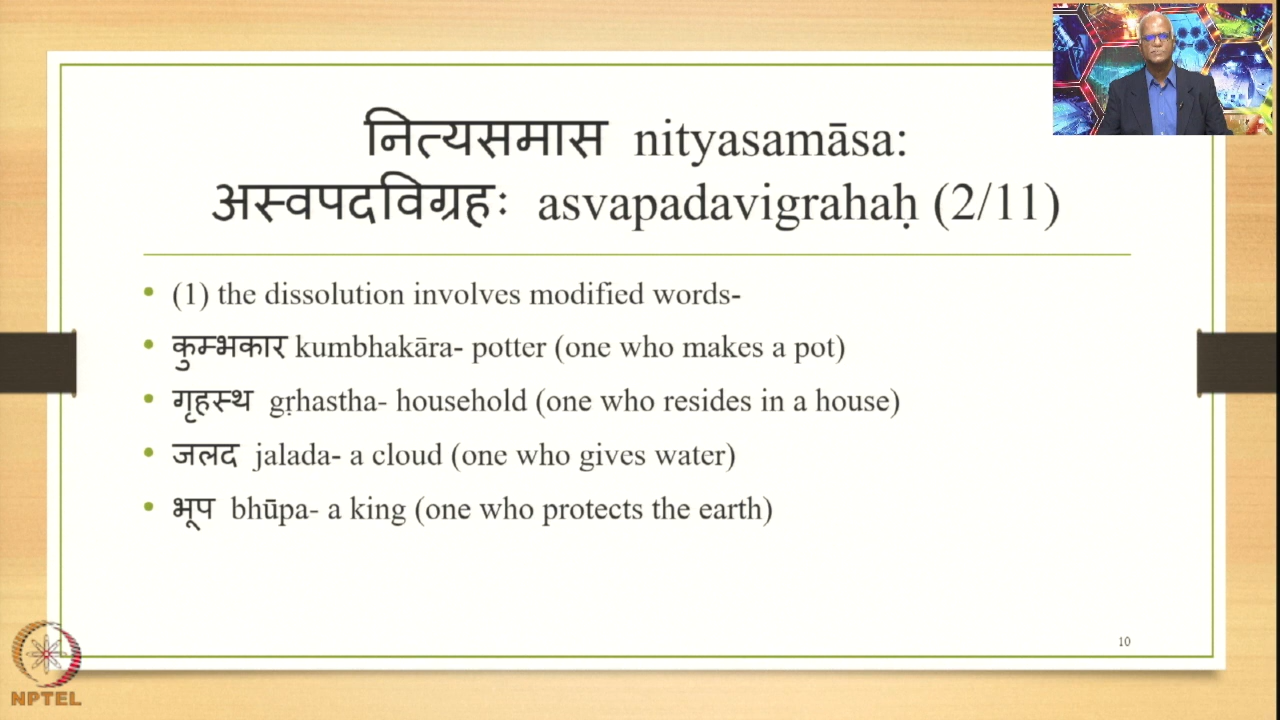 नित्यसमास nityasamāsa:
अस्वपदविग्रहः asvapadavigrahaḥ (2/11)
• (1) the dissolution involves modified words-
• कुम्भकार kumbhakāra- potter (one who makes a pot)
• गृहस्थ gṛhastha- household (one who resides in a house)
• जलद jalada- a cloud (one who gives water)
• भूप bhūpa- a king (one who protects the earth)
10
NPTEL